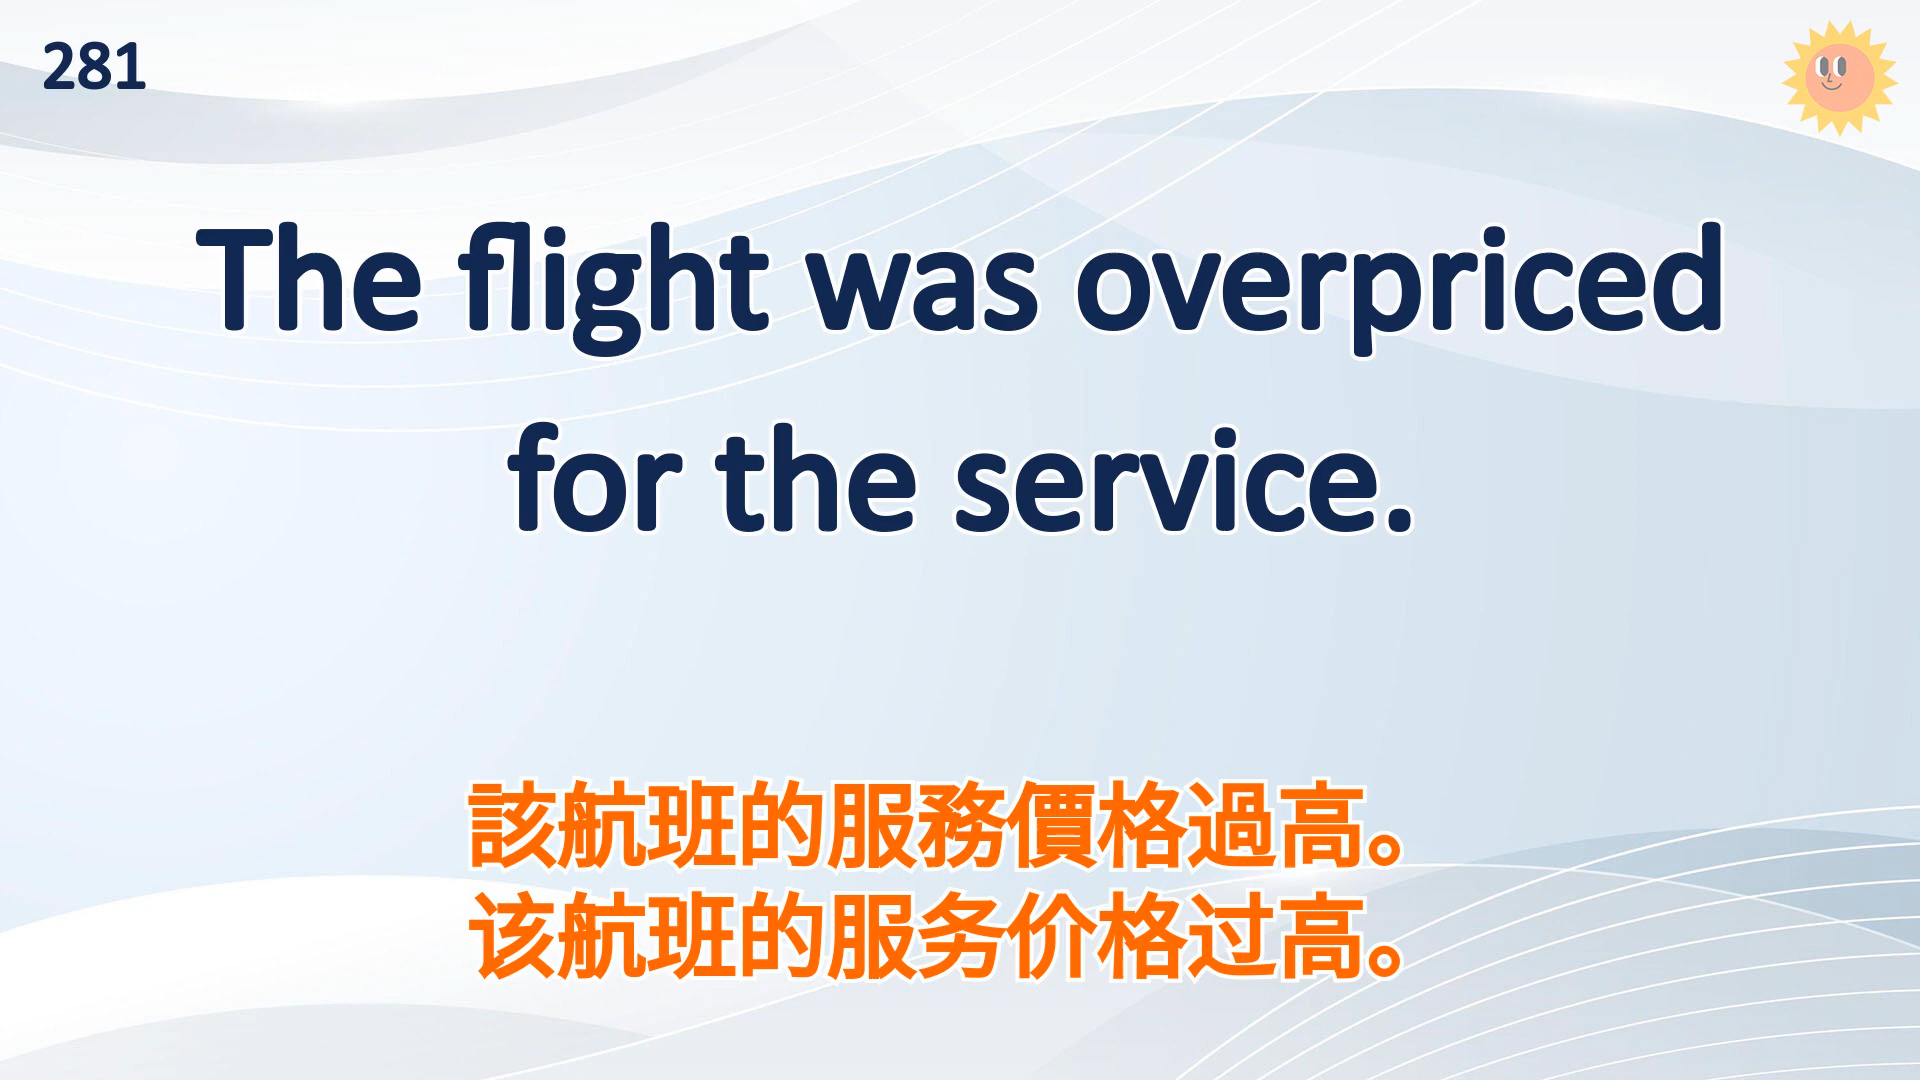 281
The flight was overpriced
for the service.
該航班的服務價格過高。
该航班的服务价格过高。